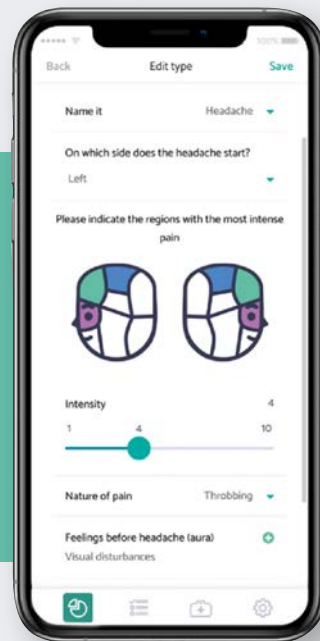 100%
Back Edit type Save
Name it Headache
On which side does the headache start?
Left
Please indicate the regions with the most intense
pain
Intensity 4
1 4 10
Nature of pain Throbbing
Feelings before headache (aura)
Visual disturbances